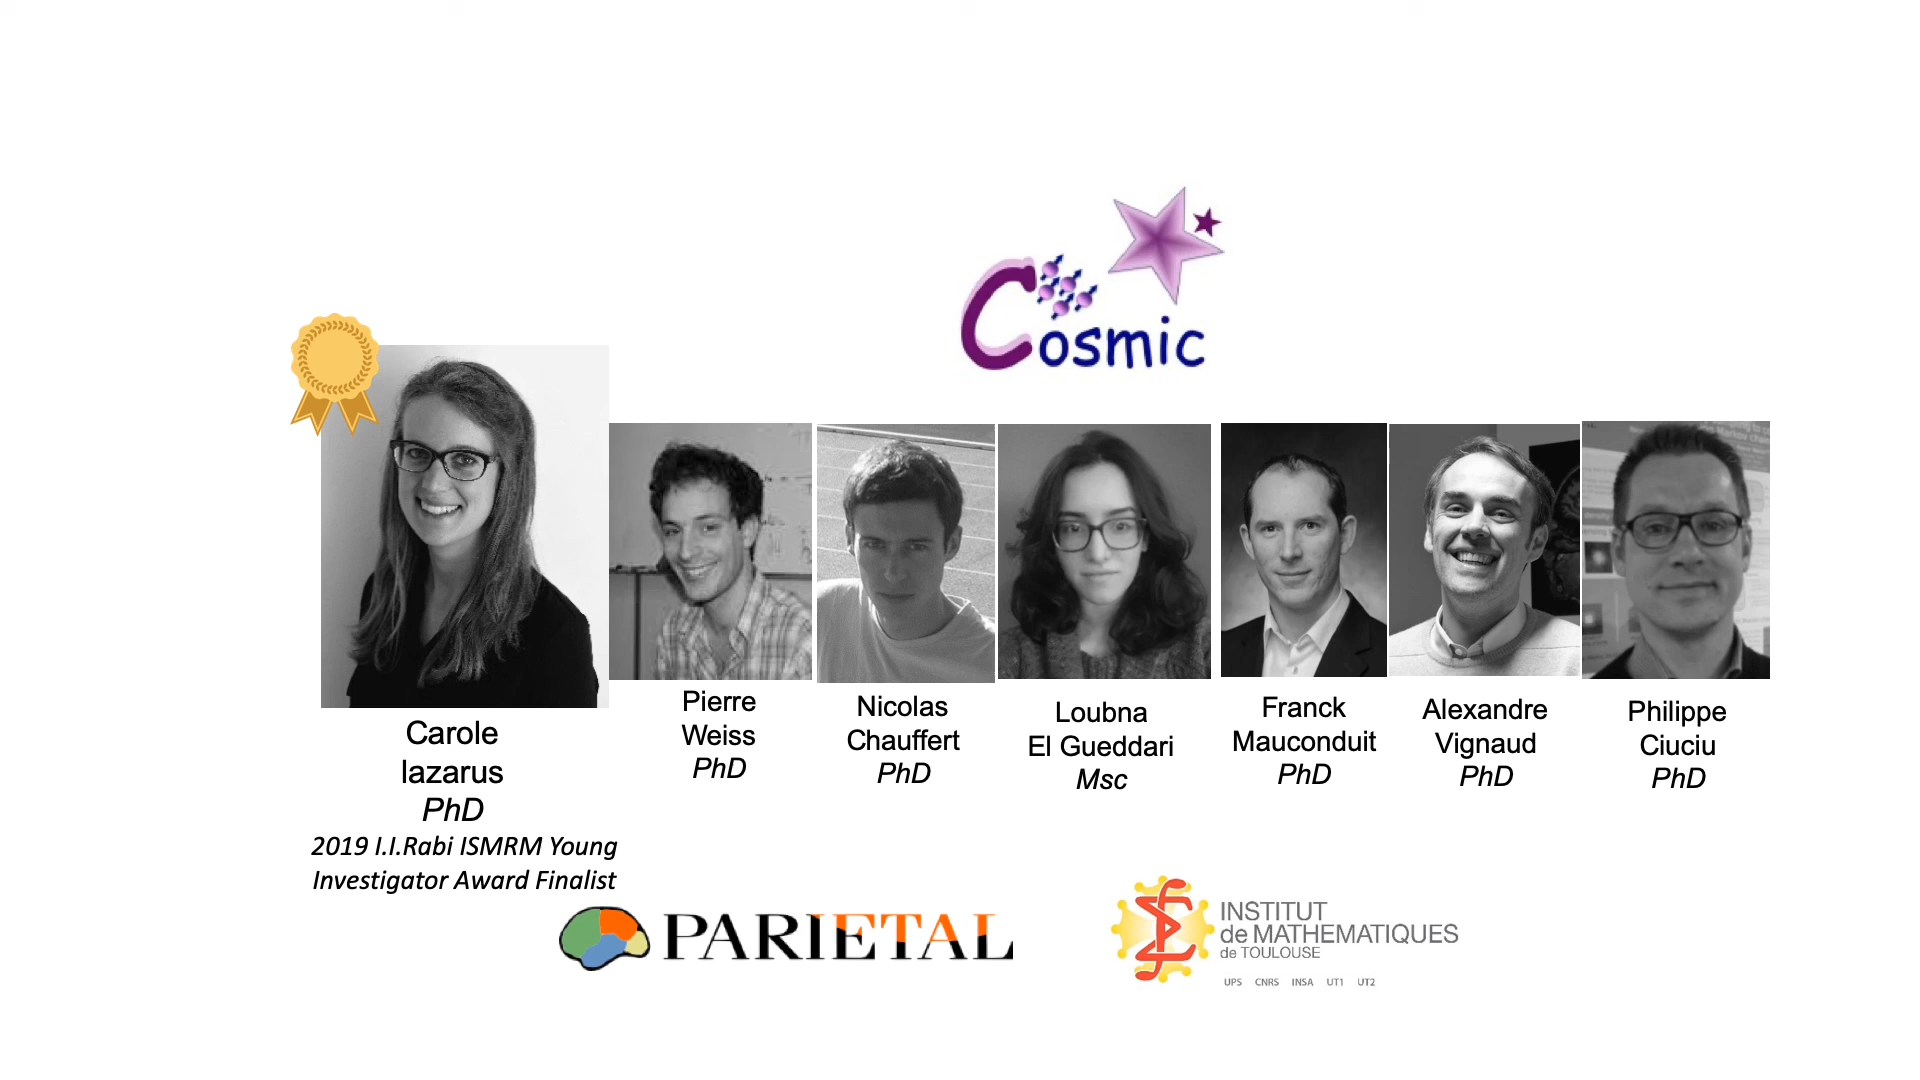 Cosmic
Carole
lazarus
PhD
2019 I.I.Rabi ISMRM Young
Investigator Award Finalist
Pierre
Weiss
PhD
Nicolas
Chauffert
PhD
Loubna
El Gueddari
Msc
Franck
Mauconduit
PhD
Alexandre
Vignaud
PhD
Philippe
Ciuciu
PhD
PARIETAL
INSTITUT
de MATHEMATIQUES
de TOULOUSE
UPS CNRS INSA UT1 UT2